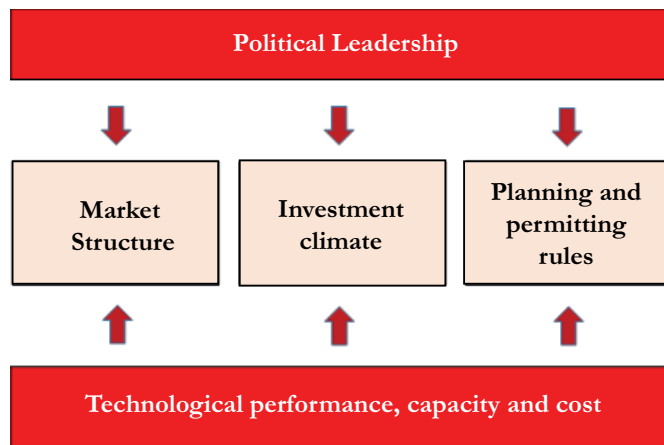 Political Leadership
Market
Structure
Investment
climate
Planning and
permitting
rules
Technological performance, capacity and cost